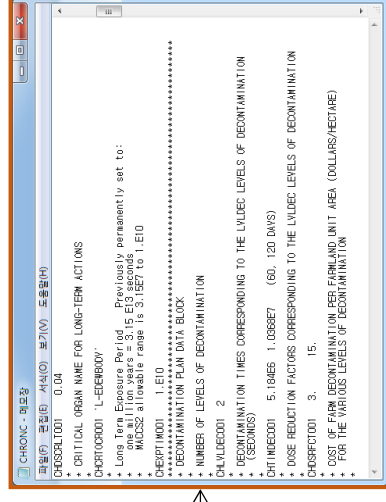 CHRONC - 메모장
파일(F) 편집(E) 서식(O) 보기(V) 도움말(H)
CHDSCRLT001 0.04
*
* CRITICAL ORGAN NAME FOR LONG-TERM ACTIONS
*
CHCRTOCR001 'L-EDEWBODY'
*
* Long Term Exposure Period Previously permanently set to:
* one million years = 3.15 E13 seconds
* MACCS2 allowable range is 3.15E7 to 1.E10
*
CHEXPTIM001 1.E10
* DECONTAMINATION PLAN DATA BLOCK
*
* NUMBER OF LEVELS OF DECONTAMINATION
*
CHLVLDEC001 2
*
* DECONTAMINATION TIMES CORRESPONDING TO THE LVLDEC LEVELS OF DECONTAMINATION
* (SECONDS)
*
CHTIMDEC001 5.184E6 1.0368E7 (60, 120 DAYS)
*
* DOSE REDUCTION FACTORS CORRESPONDING TO THE LVLDEC LEVELS OF DECONTAMINATION
*
CHDSRFCT001 3. 15.
*
* COST OF FARM DECONTAMINATION PER FARMLAND UNIT AREA (DOLLARS/HECTARE)
* FOR THE VARIOUS LEVELS OF DECONTAMINATION
*